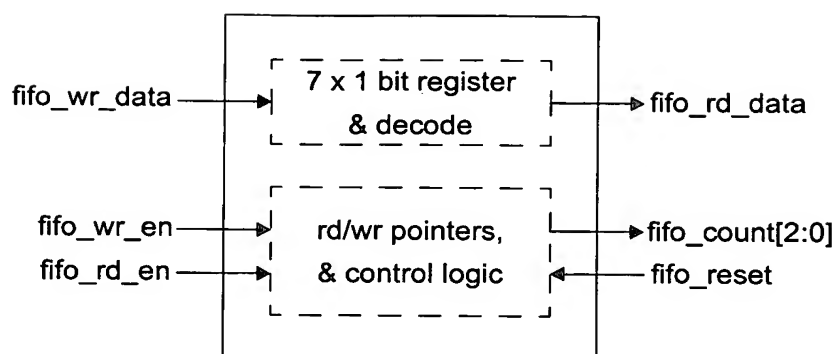 7 x 1 bit register
fifo_wr_data
fifo_rd_data
& decode
fifo_wr_en
rd/wr pointers,
fifo_count[2:0]
fifo_rd_en
& control logic
fifo_reset